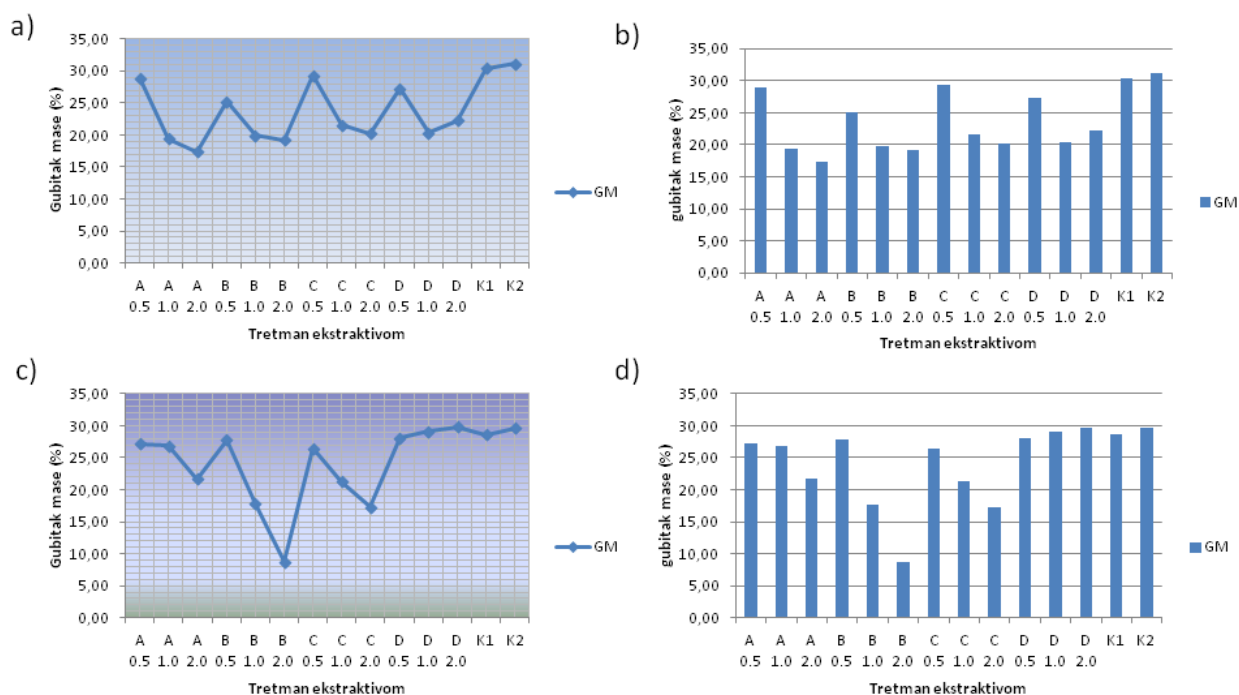 a)
35,00
30,00
25,00
20,00
15,00
10,00
5,00
0,00
Gubitak mase (%)
A A A B B B C C C D D D K1 K2
0.5 1.0 2.0 0.5 1.0 2.0 0.5 1.0 2.0 0.5 1.0 2.0
Tretman ekstraktivom
GM
b)
35,00
30,00
25,00
20,00
15,00
10,00
5,00
0,00
gubitak mase (%)
A A A B B B C C C D D D K1 K2
0.5 1.0 2.0 0.5 1.0 2.0 0.5 1.0 2.0 0.5 1.0 2.0
Tretman ekstraktivom
GM
c)
35,00
30,00
25,00
20,00
15,00
10,00
5,00
0,00
Gubitak mase (%)
A A A B B B C C C D D D K1 K2
0.5 1.0 2.0 0.5 1.0 2.0 0.5 1.0 2.0 0.5 1.0 2.0
Tretman ekstraktivom
GM
d)
35,00
30,00
25,00
20,00
15,00
10,00
5,00
0,00
gubitak mase (%)
A A A B B B C C C D D D K1 K2
0.5 1.0 2.0 0.5 1.0 2.0 0.5 1.0 2.0 0.5 1.0 2.0
Tretman ekstraktivom
GM